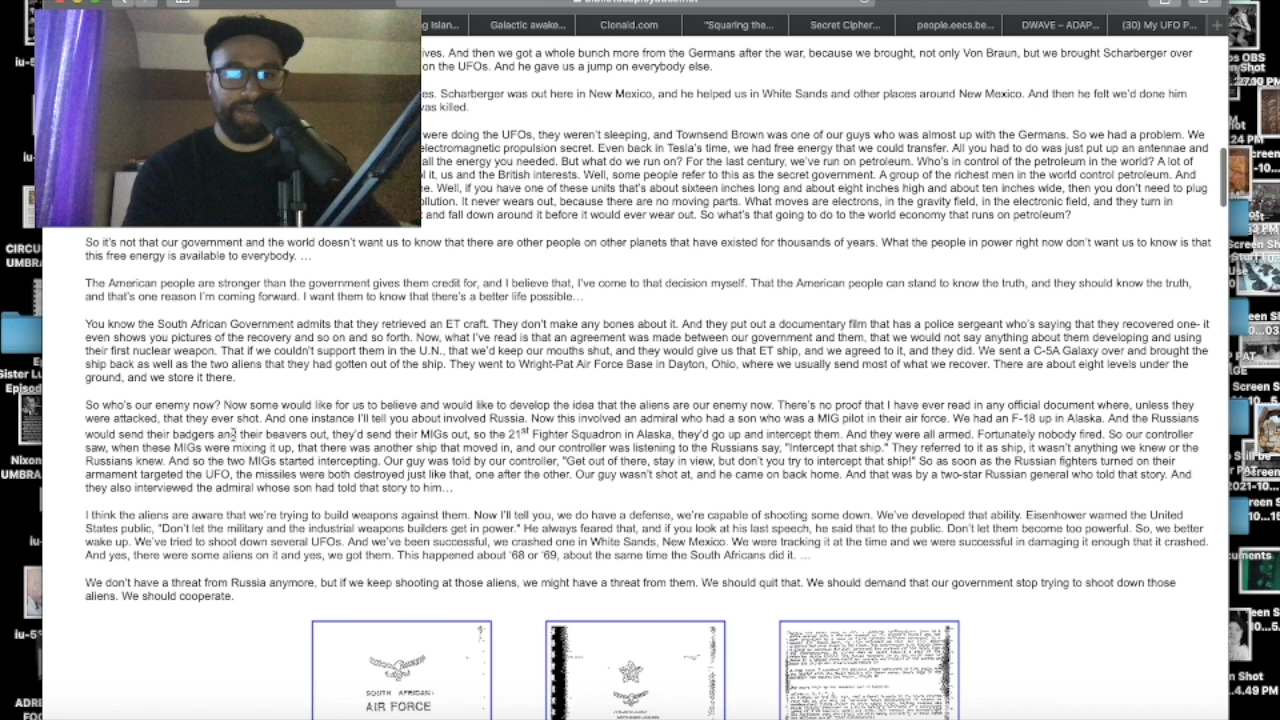 ng Islan...
Galactic awake...
Clonaid.com
"Squaring the...
Secret Cipher...
people.eecs.be...
DWAVE – ADAP...
(30) My UFO P...
ives. And then we got a whole bunch more from the Germans after the war, because we brought, not only Von Braun, but we brought Scharberger over
on the UFOs. And he gave us a jump on everybody else.
es. Scharberger was out here in New Mexico, and he helped us in White Sands and other places around New Mexico. And then he felt we'd done him
was killed.
were doing the UFOs, they weren't sleeping, and Townsend Brown was one of our guys who was almost up with the Germans. So we had a problem. We
electromagnetic propulsion secret. Even back in Tesla's time, we had free energy that we could transfer. All you had to do was just put up an antennae and
all the energy you needed. But what do we run on? For the last century, we've run on petroleum. Who's in control of the petroleum in the world? A lot of
l it, us and the British interests. Well, some people refer to this as the secret government. A group of the richest men in the world control petroleum. And
ne. Well, if you have one of these units that's about sixteen inches long and about eight inches high and about ten inches wide, then you don't need to plug
ollution. It never wears out, because there are no moving parts. What moves are electrons, in the gravity field, in the electronic field, and they turn in
and fall down around it before it would ever wear out. So what's that going to do to the world economy that runs on petroleum?
So it's not that our government and the world doesn't want us to know that there are other people on other planets that have existed for thousands of years. What the people in power right now don't want us to know is that
this free energy is available to everybody. …
The American people are stronger than the government gives them credit for, and I believe that, I've come to that decision myself. That the American people can stand to know the truth, and they should know the truth,
and that's one reason I'm coming forward. I want them to know that there's a better life possible…
You know the South African Government admits that they retrieved an ET craft. They don't make any bones about it. And they put out a documentary film that has a police sergeant who's saying that they recovered one- it
even shows you pictures of the recovery and so on and so forth. Now, what I've read is that an agreement was made between our government and them, that we would not say anything about them developing and using
their first nuclear weapon. That if we couldn't support them in the U.N., that we'd keep our mouths shut, and they would give us that ET ship, and we agreed to it, and they did. We sent a C-5A Galaxy over and brought the
ship back as well as the two aliens that they had gotten out of the ship. They went to Wright-Pat Air Force Base in Dayton, Ohio, where we usually send most of what we recover. There are about eight levels under the
ground, and we store it there.
So who's our enemy now? Now some would like for us to believe and would like to develop the idea that the aliens are our enemy now. There's no proof that I have ever read in any official document where, unless they
were attacked, that they ever shot. And one instance I'll tell you about involved Russia. Now this involved an admiral who had a son who was a MIG pilot in their air force. We had an F-18 up in Alaska. And the Russians
would send their badgers and their beavers out, they'd send their MIGs out, so the 21st Fighter Squadron in Alaska, they'd go up and intercept them. And they were all armed. Fortunately nobody fired. So our controller
saw, when these MIGs were mixing it up, that there was another ship that moved in, and our controller was listening to the Russians say, "Intercept that ship." They referred to it as ship, it wasn't anything we knew or the
Russians knew. And so the two MIGs started intercepting. Our guy was told by our controller, "Get out of there, stay in view, but don't you try to intercept that ship!" So as soon as the Russian fighters turned on their
armament targeted the UFO, the missiles were both destroyed just like that, one after the other. Our guy wasn't shot at, and he came on back home. And that was by a two-star Russian general who told that story. And
they also interviewed the admiral whose son had told that story to him…
I think the aliens are aware that we're trying to build weapons against them. Now I'll tell you, we do have a defense, we're capable of shooting some down. We've developed that ability. Eisenhower warned the United
States public, "Don't let the military and the industrial weapons builders get in power." He always feared that, and if you look at his last speech, he said that to the public. Don't let them become too powerful. So, we better
wake up. We've tried to shoot down several UFOs. And we've been successful, we crashed one in White Sands, New Mexico. We were tracking it at the time and we were successful in damaging it enough that it crashed.
And yes, there were some aliens on it and yes, we got them. This happened about '68 or '69, about the same time the South Africans did it. …
We don't have a threat from Russia anymore, but if we keep shooting at those aliens, we might have a threat from them. We should quit that. We should demand that our government stop trying to shoot down those
aliens. We should cooperate.
SOUTH AFRICAN
AIR FORCE
CIRCU
UMBRA
Sister Lu
Episod
Nixon
UMBRA